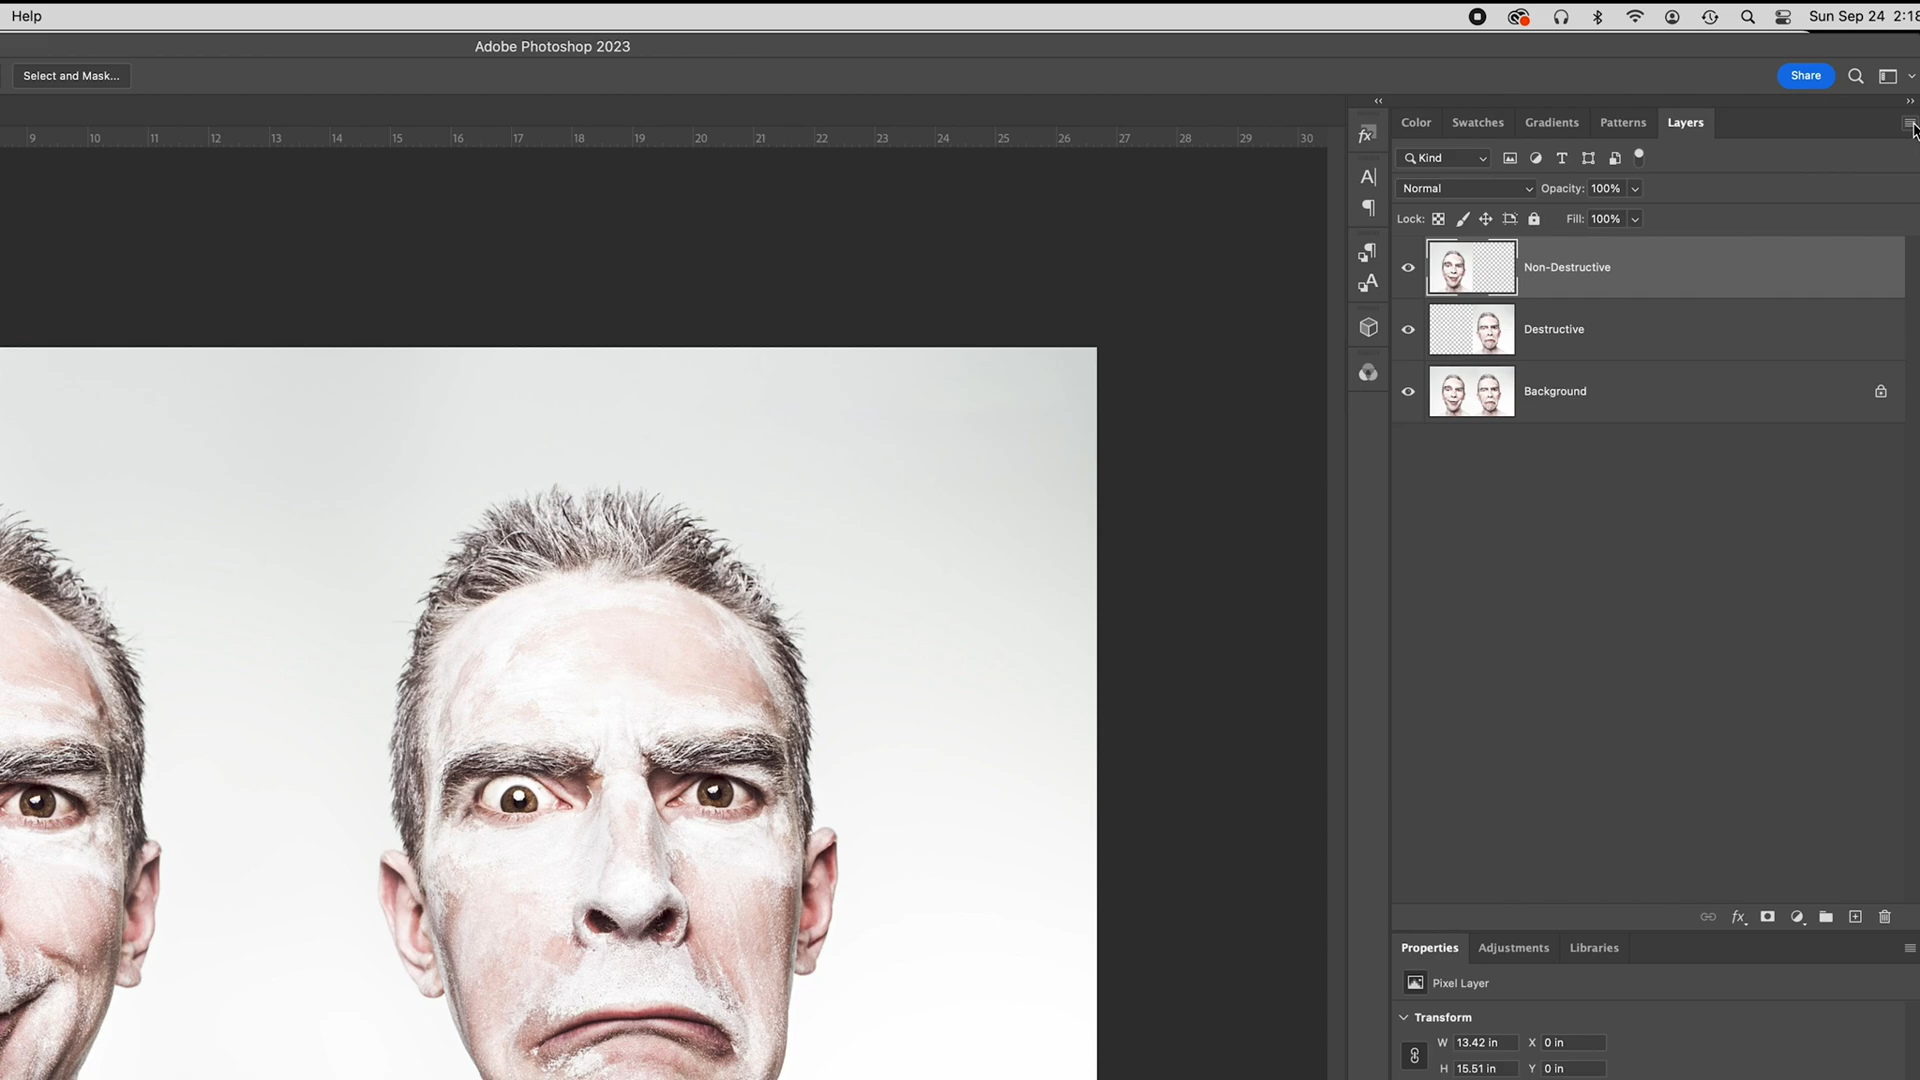 Help
Sun Sep 24 2:18
Adobe Photoshop 2023
Select and Mask...
Share
9 10 11 12 13 14 15 16 17 18 19 20 21 22 23 24 25 26 27 28 29 30
Color Swatches Gradients Patterns Layers
Kind
Normal Opacity: 100%
Lock: Fill: 100%
Non-Destructive
Destructive
Background
fx
Properties Adjustments Libraries
Pixel Layer
Transform
W 13.42 in X 0 in
H 15.51 in Y 0 in